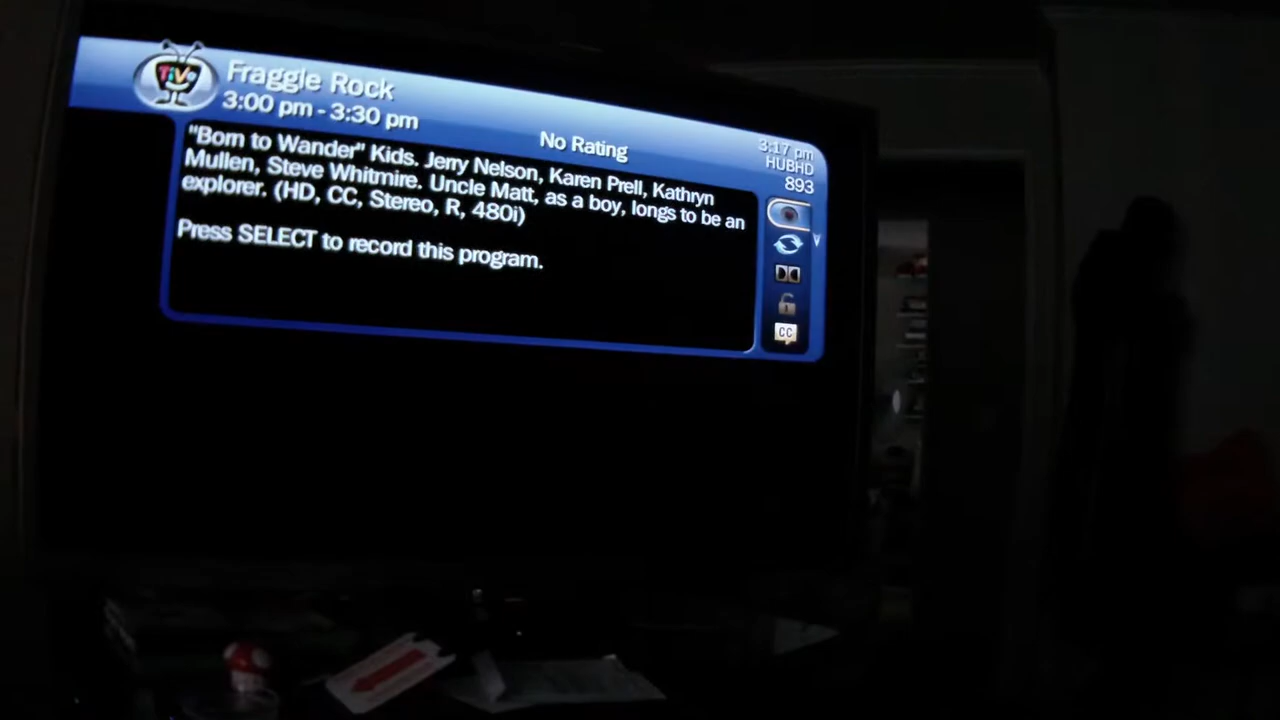 TiVo
Fraggle Rock
3:00 pm - 3:30 pm
No Rating
3:17 pm
HUBHD
893
"Born to Wander" Kids. Jerry Nelson, Karen Prell, Kathryn
Mullen, Steve Whitmire. Uncle Matt, as a boy, longs to be an
explorer. (HD, CC, Stereo, R, 480i)
Press SELECT to record this program.
CC